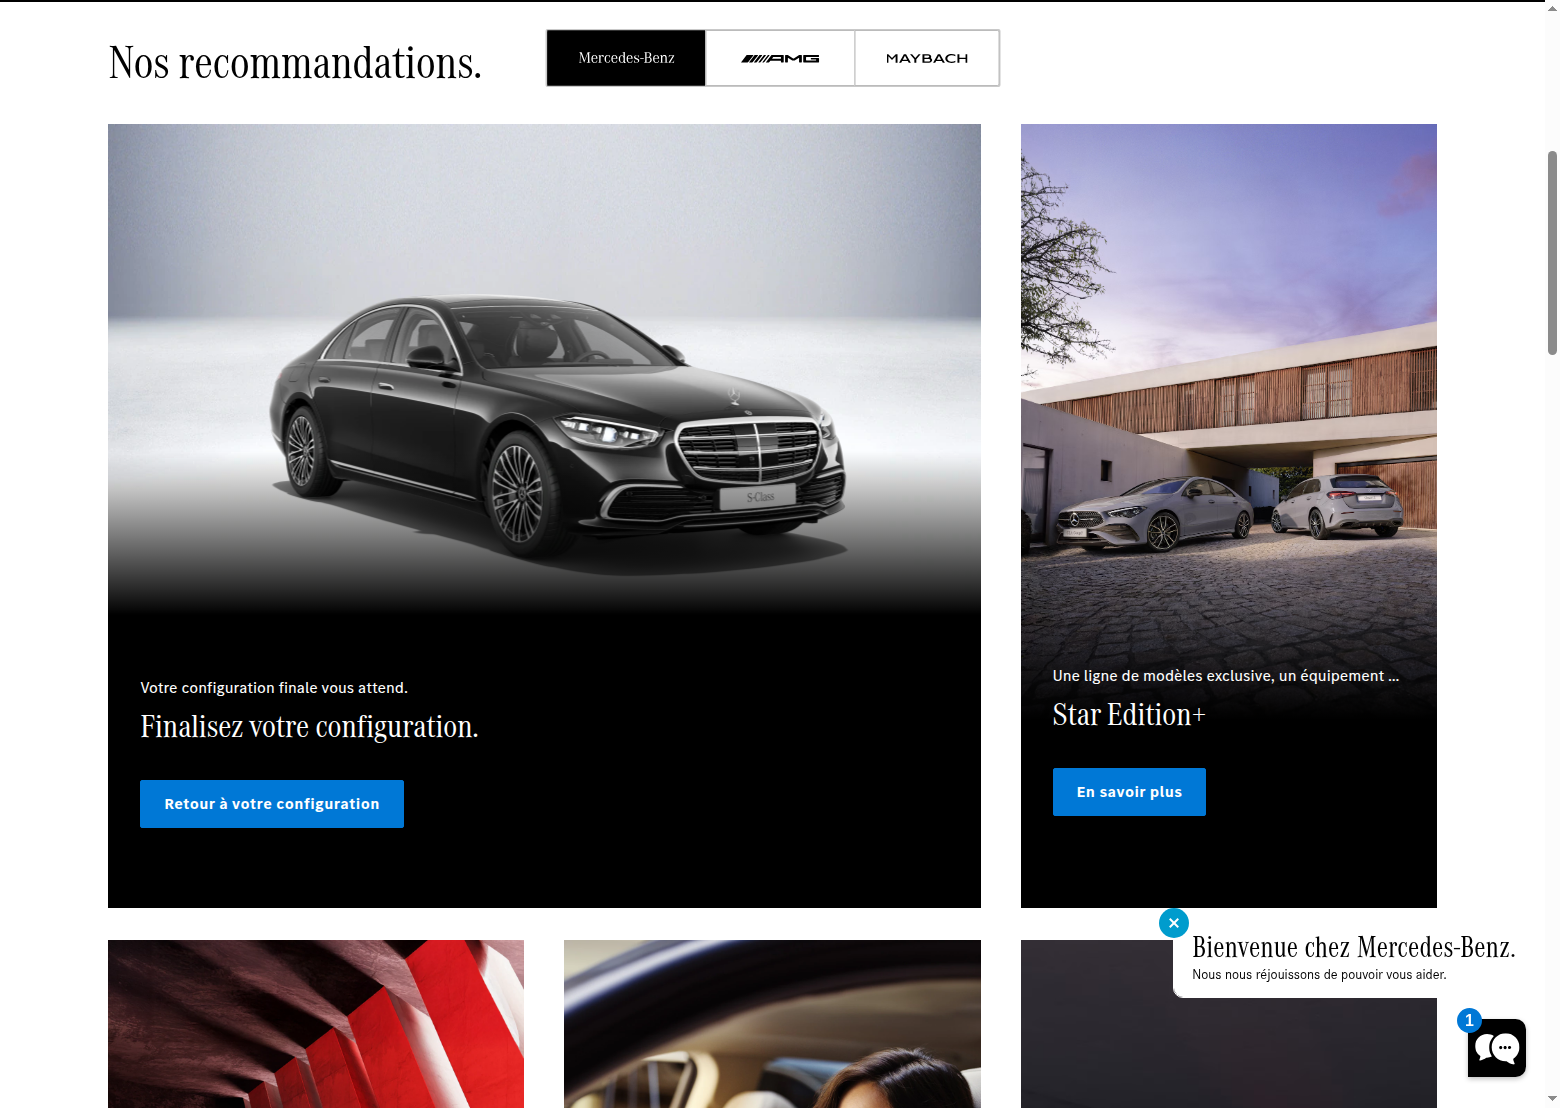 Nos recommandations.
Mercedes-Benz
AMG
MAYBACH
S-Class
Votre configuration finale vous attend.
Finalisez votre configuration.
Retour à votre configuration
Une ligne de modèles exclusive, un équipement ...
Star Edition+
En savoir plus
Bienvenue chez Mercedes-Benz.
Nous nous réjouissons de pouvoir vous aider.
1